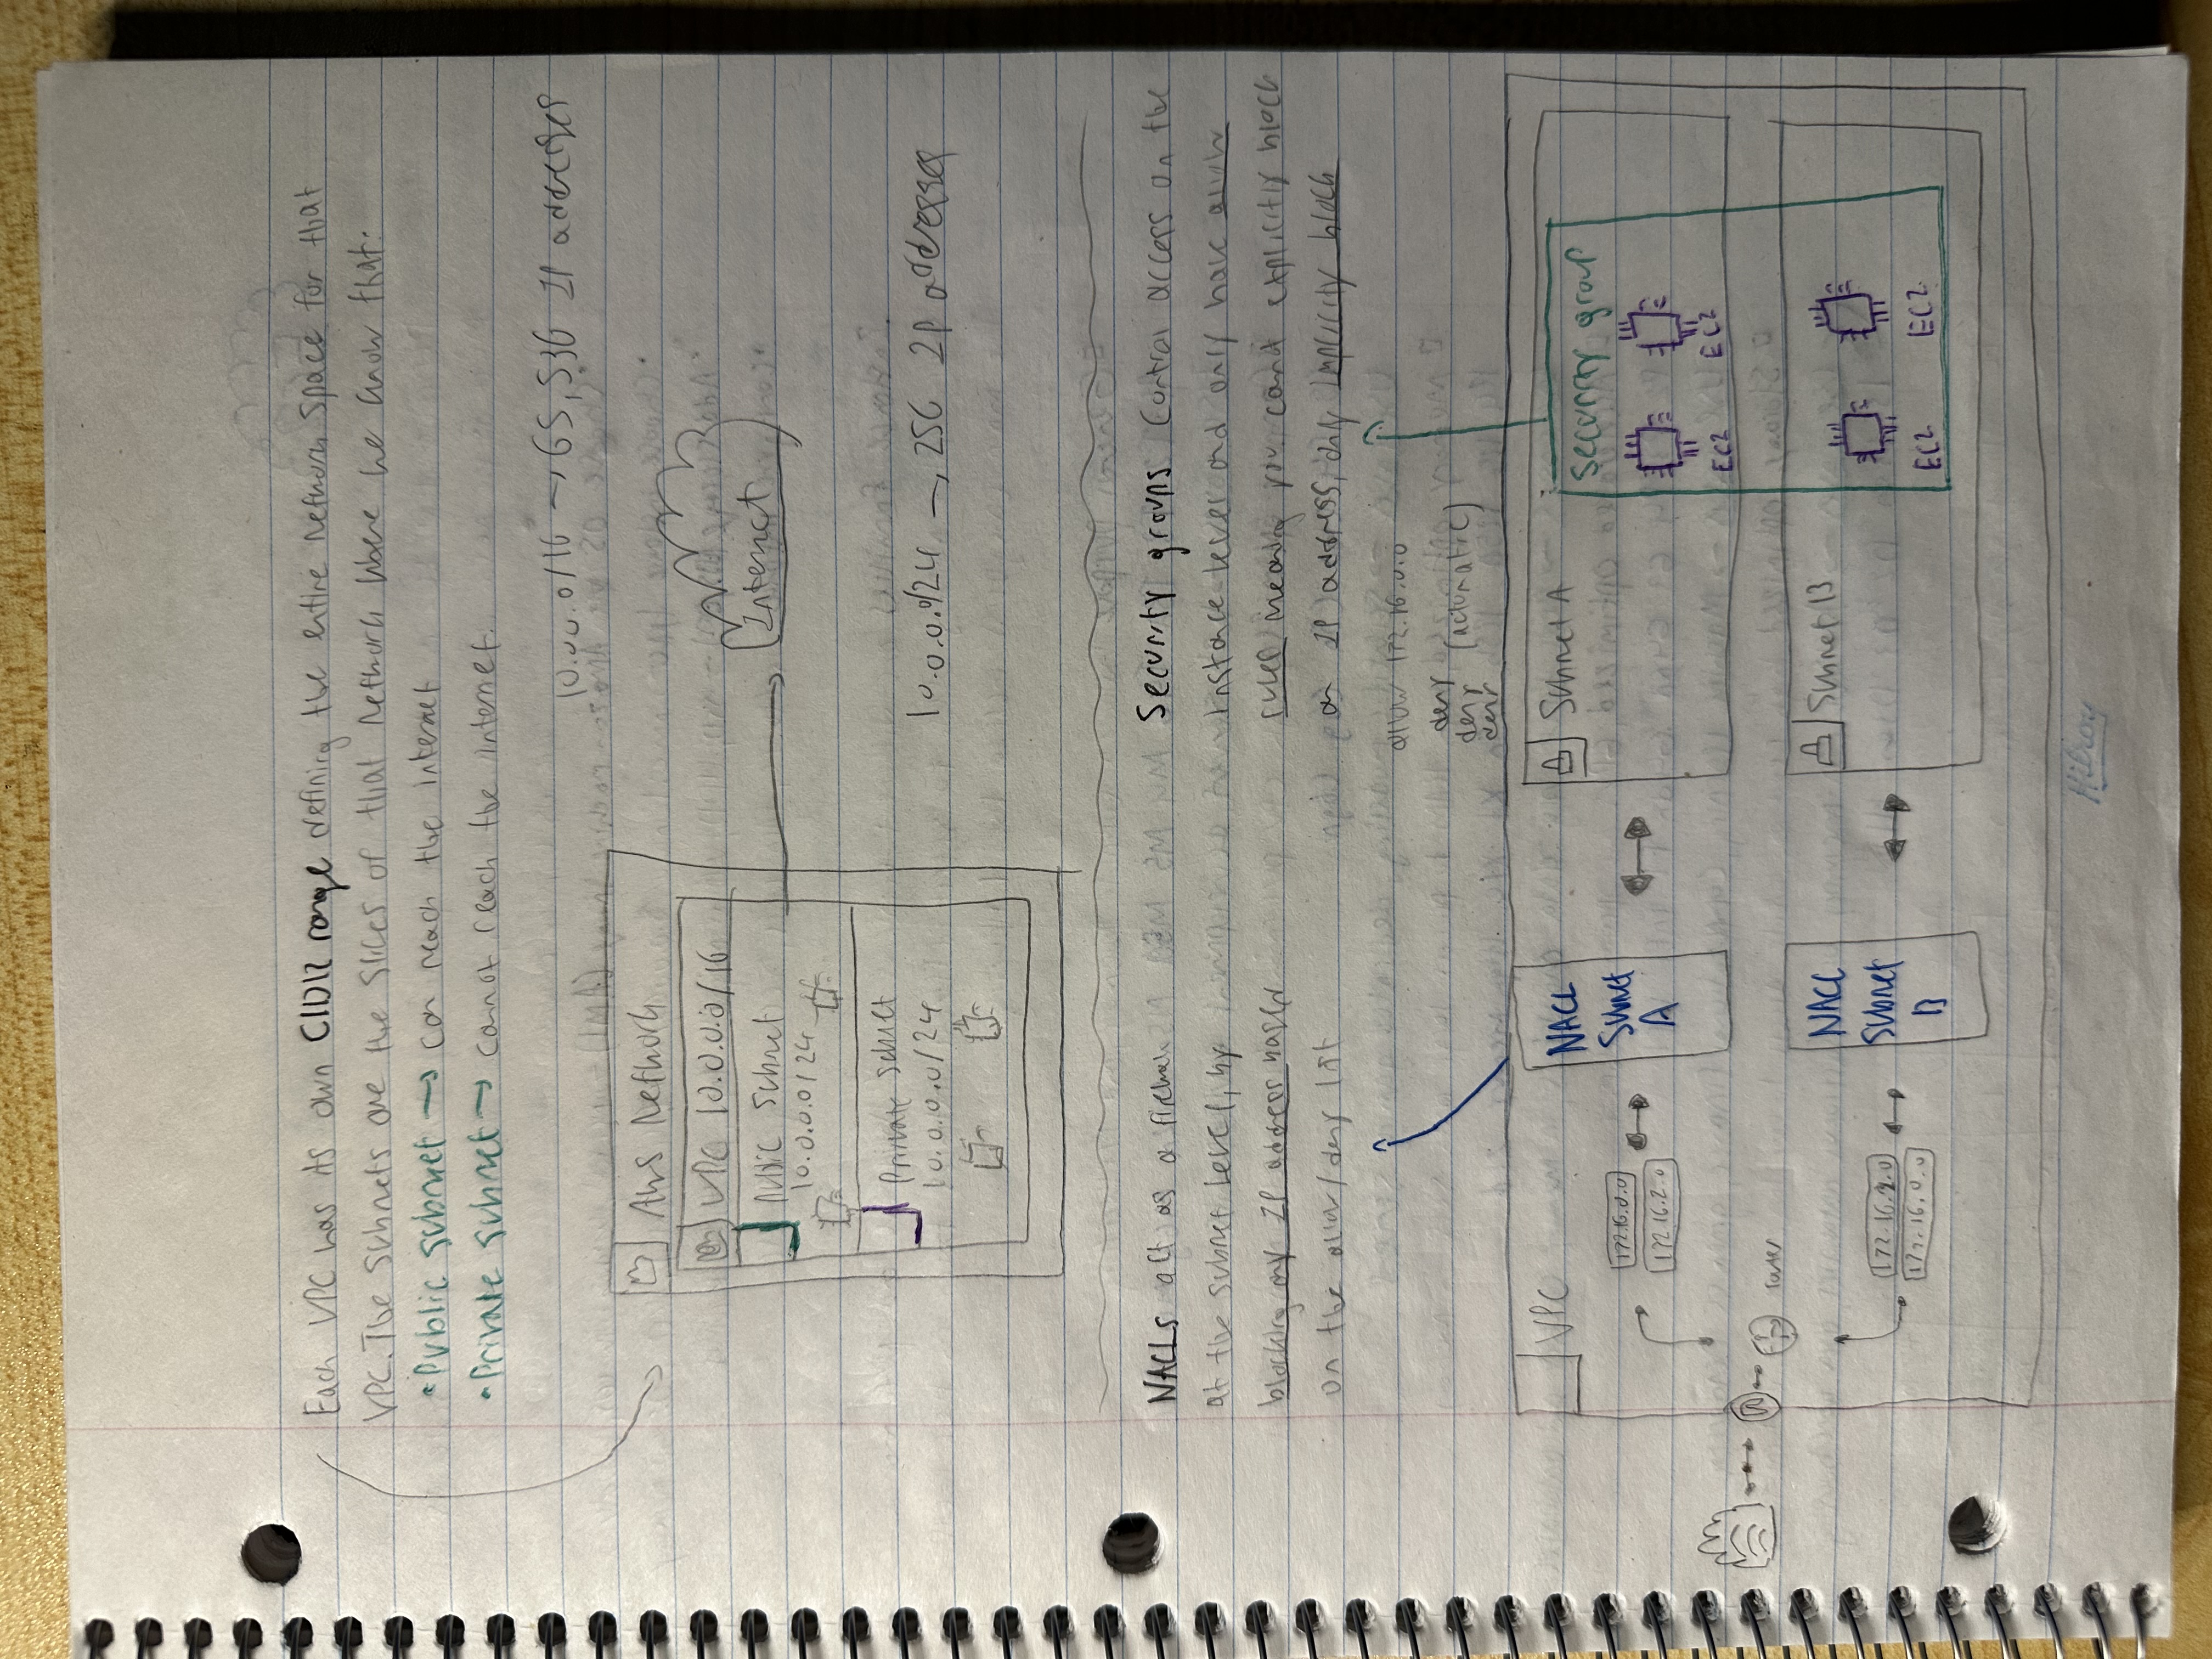 Each VPC has its own CIDR range defining the entire network space for that
VPC. The subnets are the slices of that network where we know that:
• Public subnet → can reach the internet
• Private subnet → cannot reach the internet.
10.0.0.0/16 → 65,536 IP addresses
AWS Network
VPC 10.0.0.0/16
Public Subnet
Internet
10.0.0.0/24
Private subnet
10.0.0.0/24
10.0.0.0/24 → 256 IP addresses
NACLs act as a firewall
at the subnet level, by
blocking any IP address based
on the allow/deny list
Security groups control access on the
instance level and only have allow
rules meaning you can't explicitly block
an IP address, only implicitly block
allow 172.16.0.0
deny
deny (automatic)
deny
VPC
NACL
Subnet
A
Subnet A
Security group
172.16.0.0
172.16.2.0
EC2 EC2
router
NACL
Subnet
B
Subnet B
172.16.2.0
172.16.0.0
EC2 EC2
Hilroy